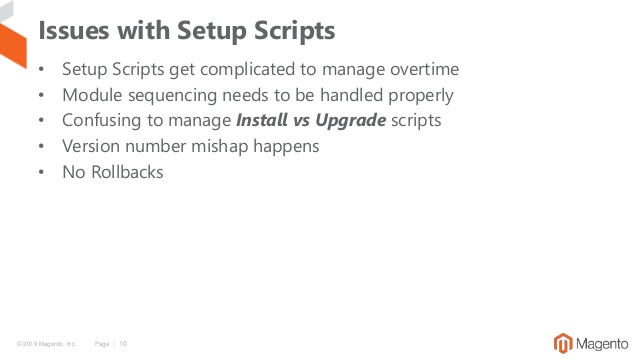 Issues with Setup Scripts
• Setup Scripts get complicated to manage overtime
• Module sequencing needs to be handled properly
• Confusing to manage Install vs Upgrade scripts
• Version number mishap happens
• No Rollbacks
© 2019 Magento, Inc. Page | 10
Magento